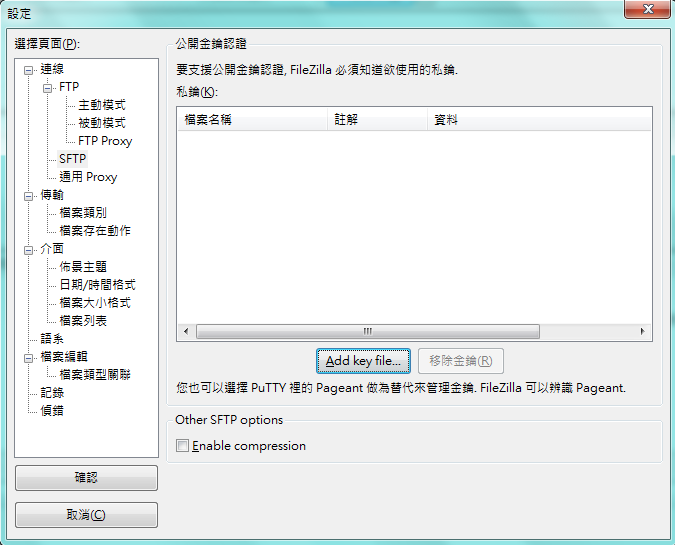 設定
選擇頁面(P):
連線
FTP
主動模式
被動模式
FTP Proxy
SFTP
通用 Proxy
傳輸
檔案類別
檔案存在動作
介面
佈景主題
日期/時間格式
檔案大小格式
檔案列表
語系
檔案編輯
檔案類型關聯
記錄
偵錯
確認
取消(C)
公開金鑰認證
要支援公開金鑰認證, FileZilla 必須知道欲使用的私鑰.
私鑰(K):
檔案名稱 註解 資料
Add key file... 移除金鑰(R)
您也可以選擇 PuTTY 裡的 Pageant 做為替代來管理金鑰. FileZilla 可以辨識 Pageant.
Other SFTP options
Enable compression